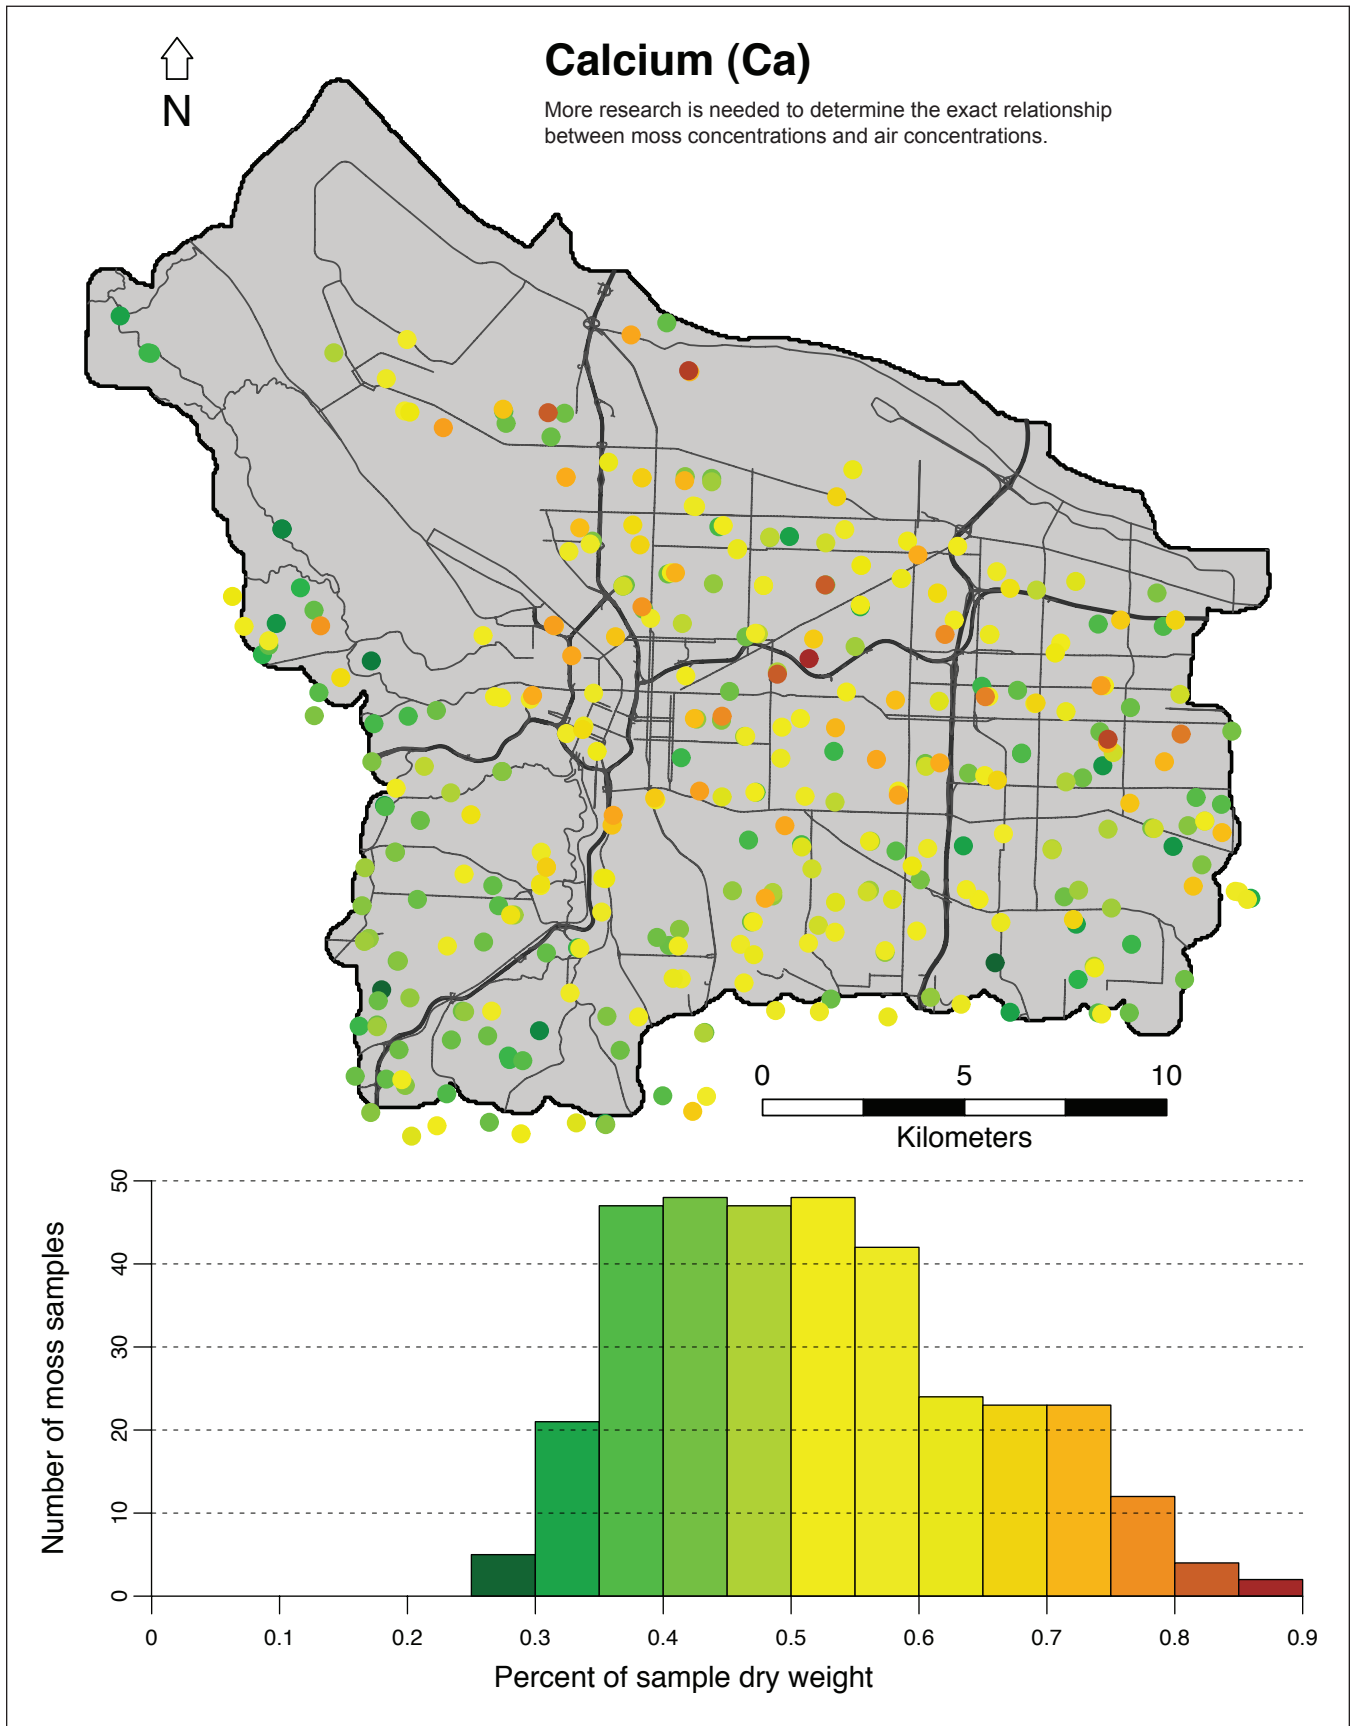 N
Calcium (Ca)
More research is needed to determine the exact relationship
between moss concentrations and air concentrations.
0 5 10
Kilometers
Number of moss samples
50
40
30
20
10
0
0 0.1 0.2 0.3 0.4 0.5 0.6 0.7 0.8 0.9
Percent of sample dry weight